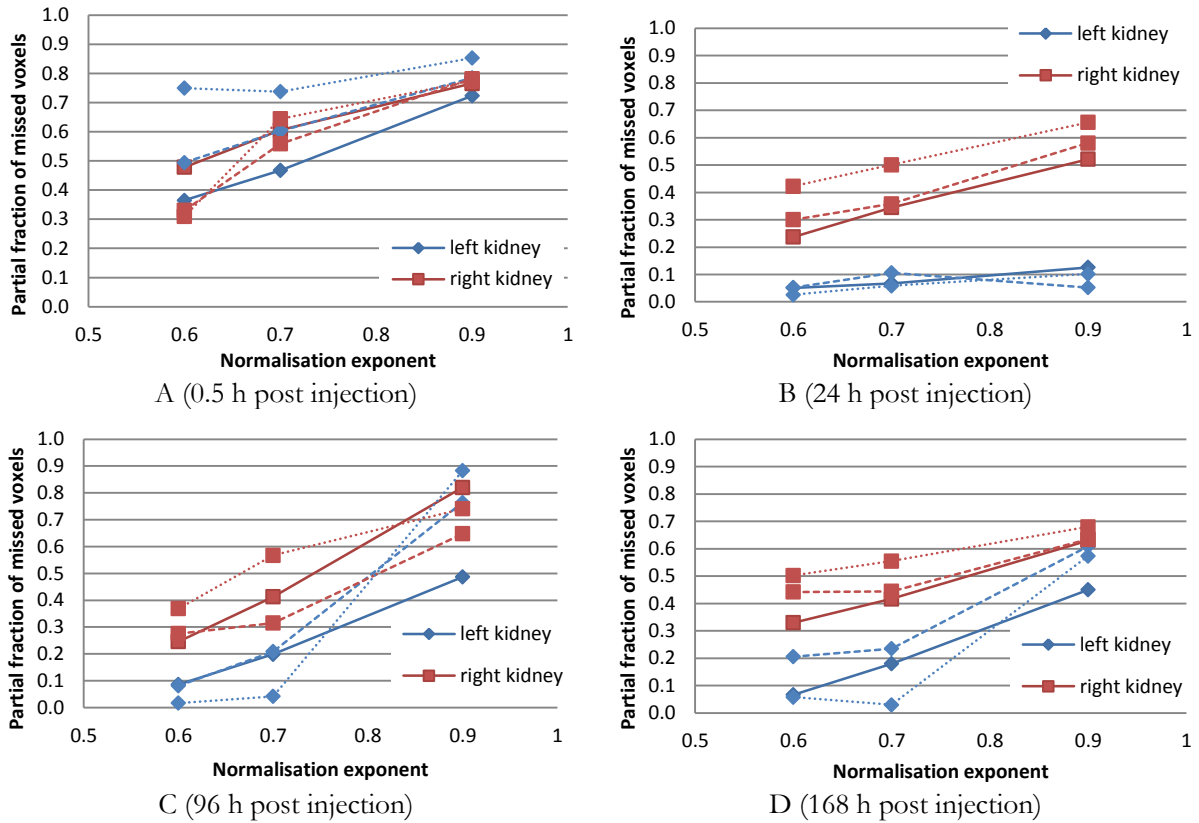 Partial fraction of missed voxels
1.0
0.9
0.8
0.7
0.6
0.5
0.4
0.3
0.2
0.1
0.0
left kidney
right kidney
0.5 0.6 0.7 0.8 0.9 1
Normalisation exponent
A (0.5 h post injection)
Partial fraction of missed voxels
1.0
0.9
0.8
0.7
0.6
0.5
0.4
0.3
0.2
0.1
0.0
left kidney
right kidney
0.5 0.6 0.7 0.8 0.9 1
Normalisation exponent
B (24 h post injection)
Partial fraction of missed voxels
1.0
0.9
0.8
0.7
0.6
0.5
0.4
0.3
0.2
0.1
0.0
left kidney
right kidney
0.5 0.6 0.7 0.8 0.9 1
Normalisation exponent
C (96 h post injection)
Partial fraction of missed voxels
1.0
0.9
0.8
0.7
0.6
0.5
0.4
0.3
0.2
0.1
0.0
left kidney
right kidney
0.5 0.6 0.7 0.8 0.9 1
Normalisation exponent
D (168 h post injection)